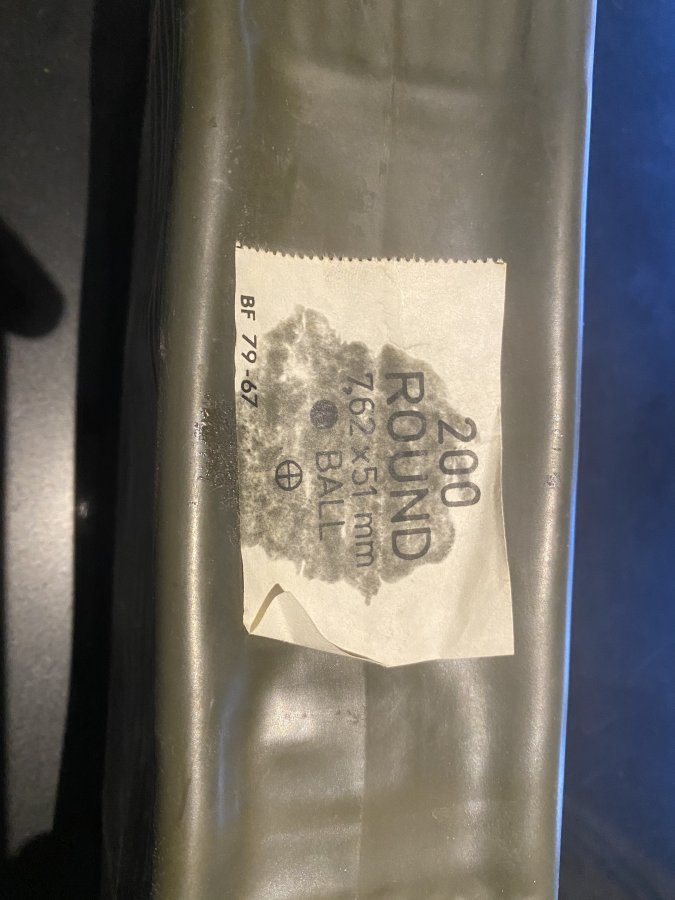 200
ROUND
7,62 x 51 mm
BALL
BF 79-67